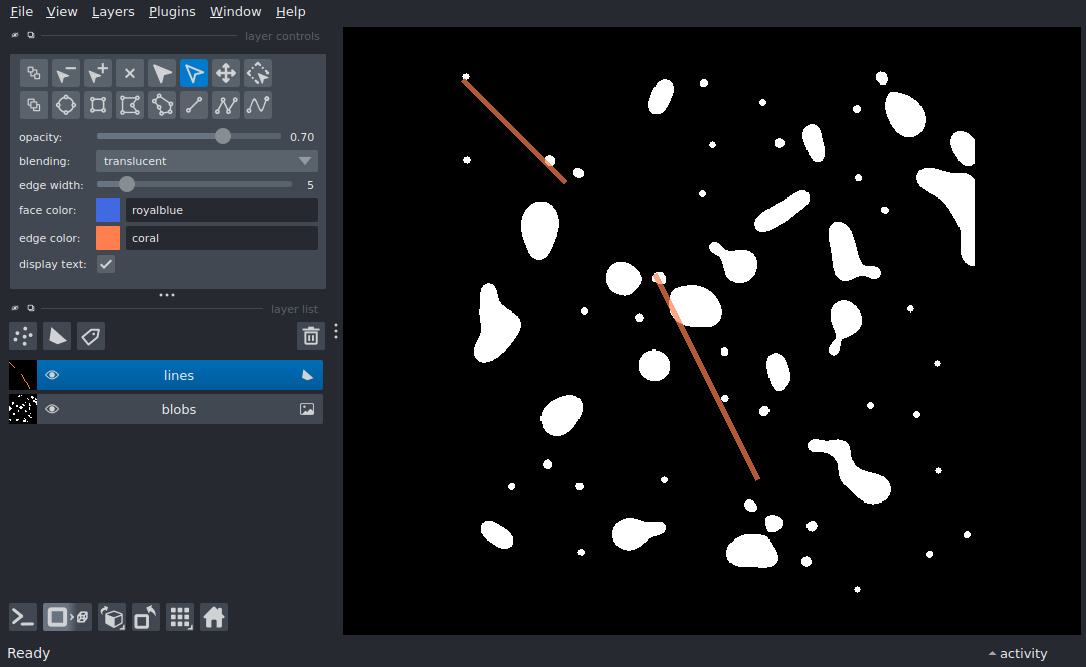 File View Layers Plugins Window Help
layer controls
opacity: 0.70
blending: translucent
edge width: 5
face color: royalblue
edge color: coral
display text:
layer list
lines
blobs
Ready activity